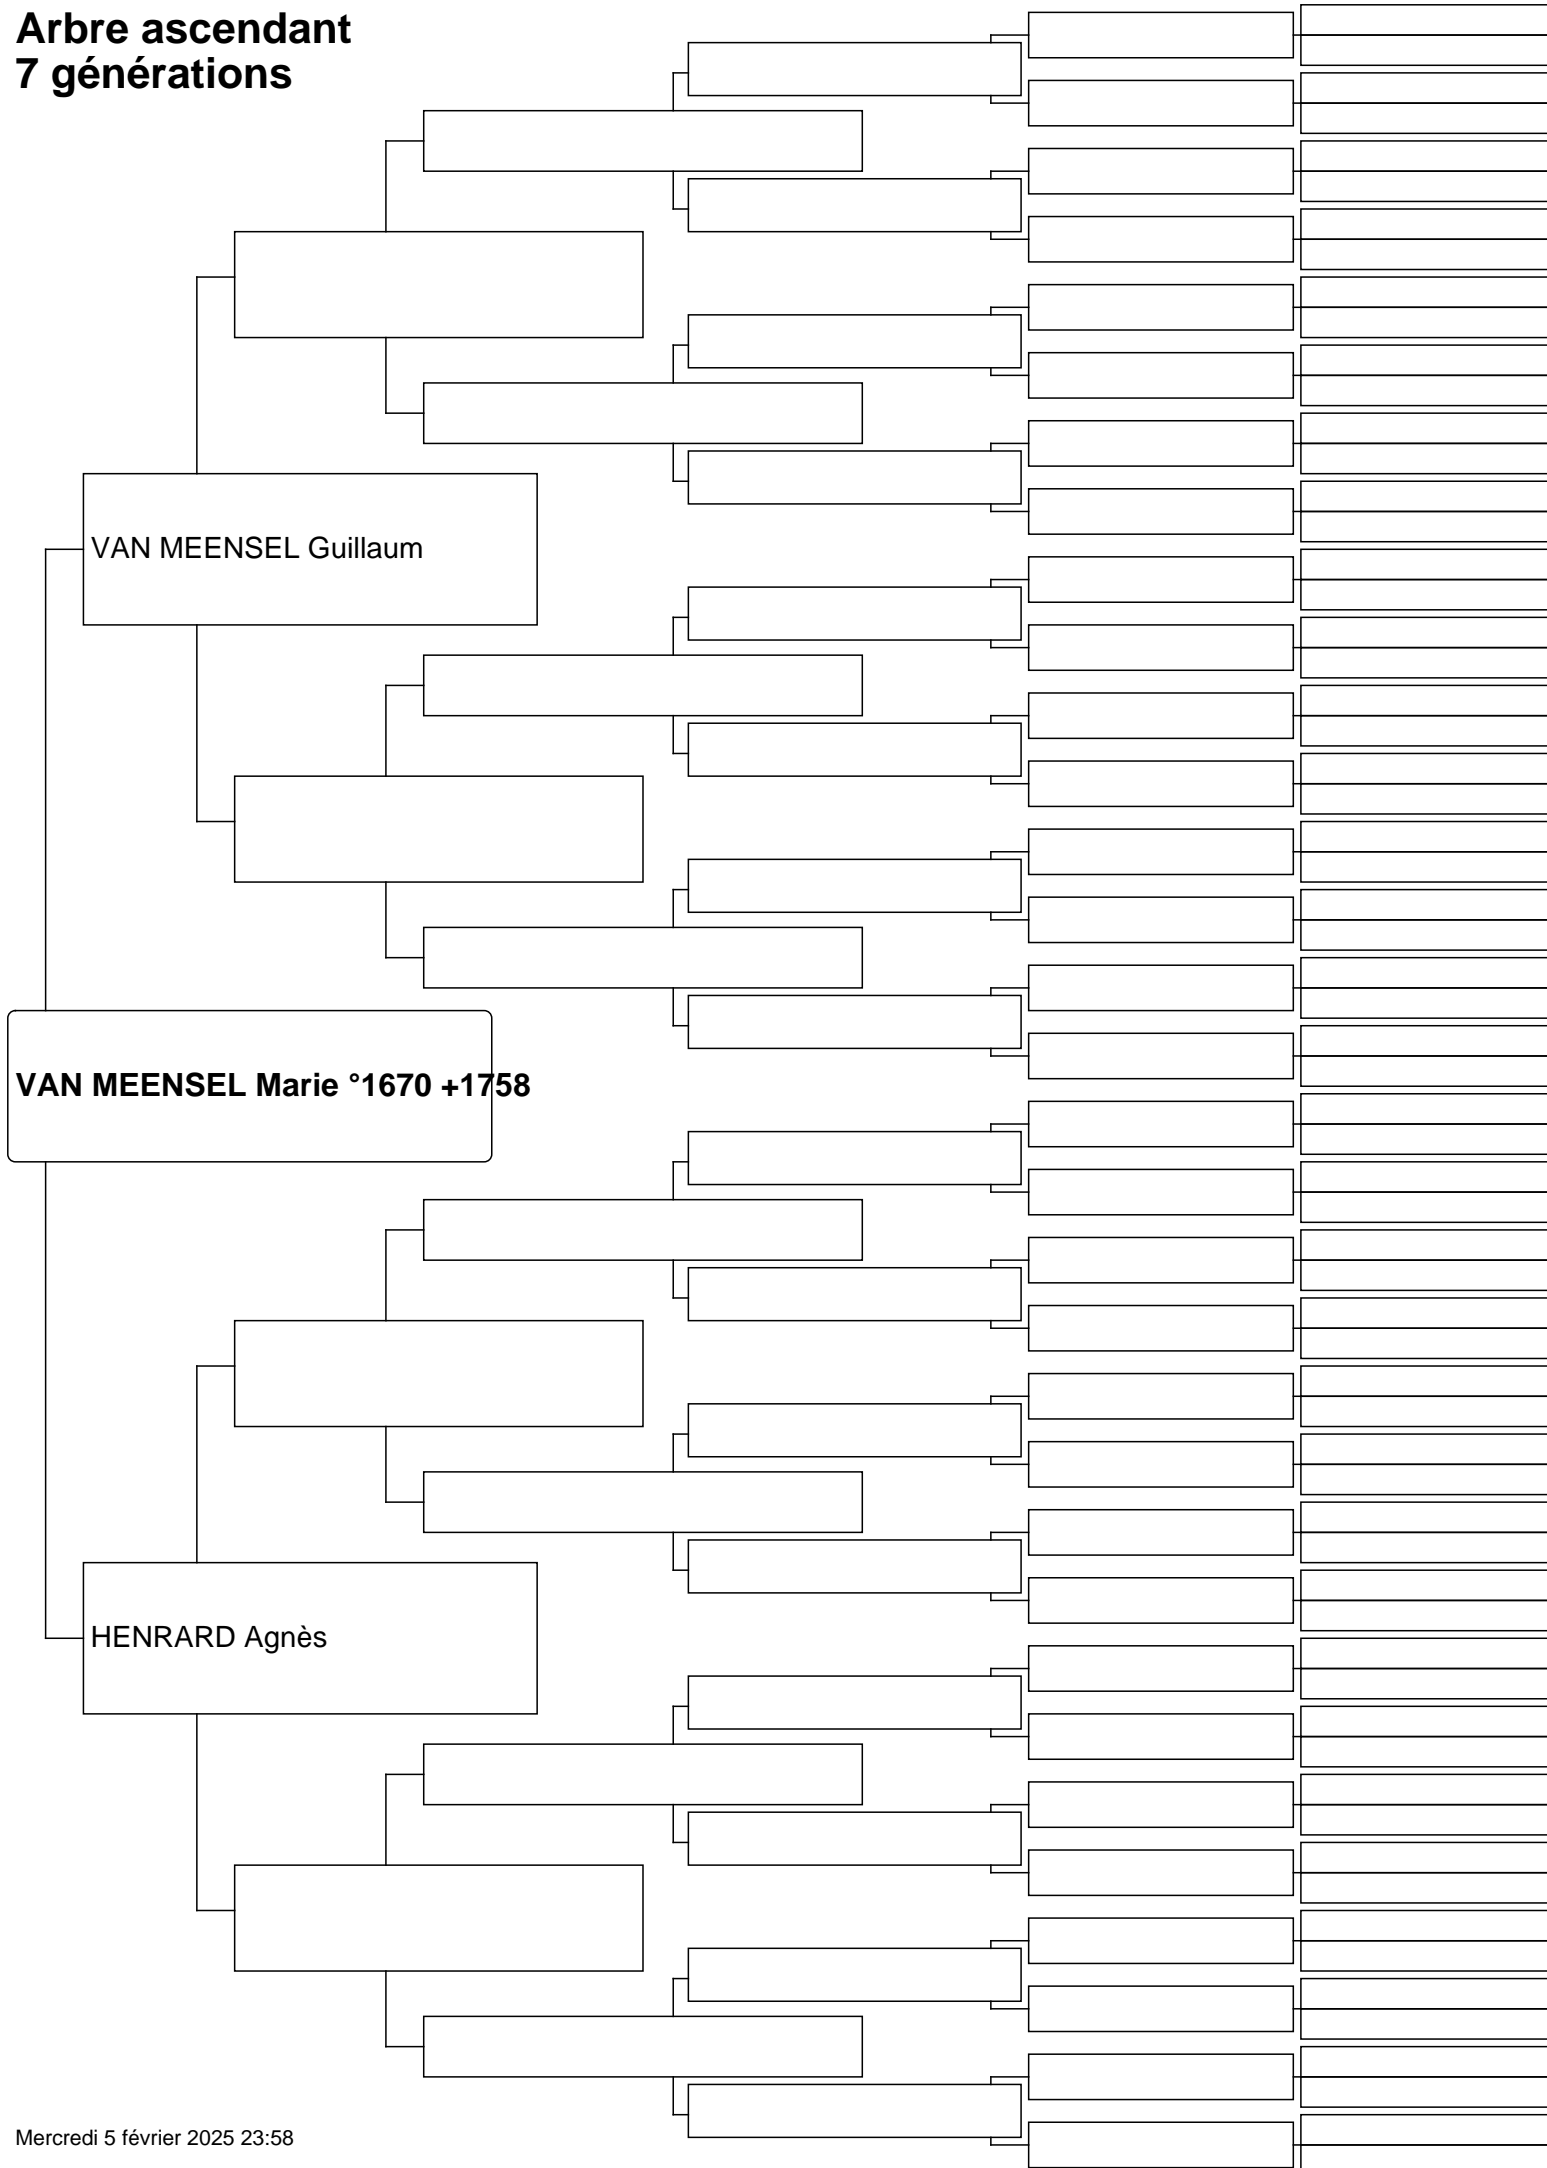 Arbre ascendant
7 générations
VAN MEENSEL Guillaum
VAN MEENSEL Marie °1670 +1758
HENRARD Agnès
Mercredi 5 février 2025 23:58